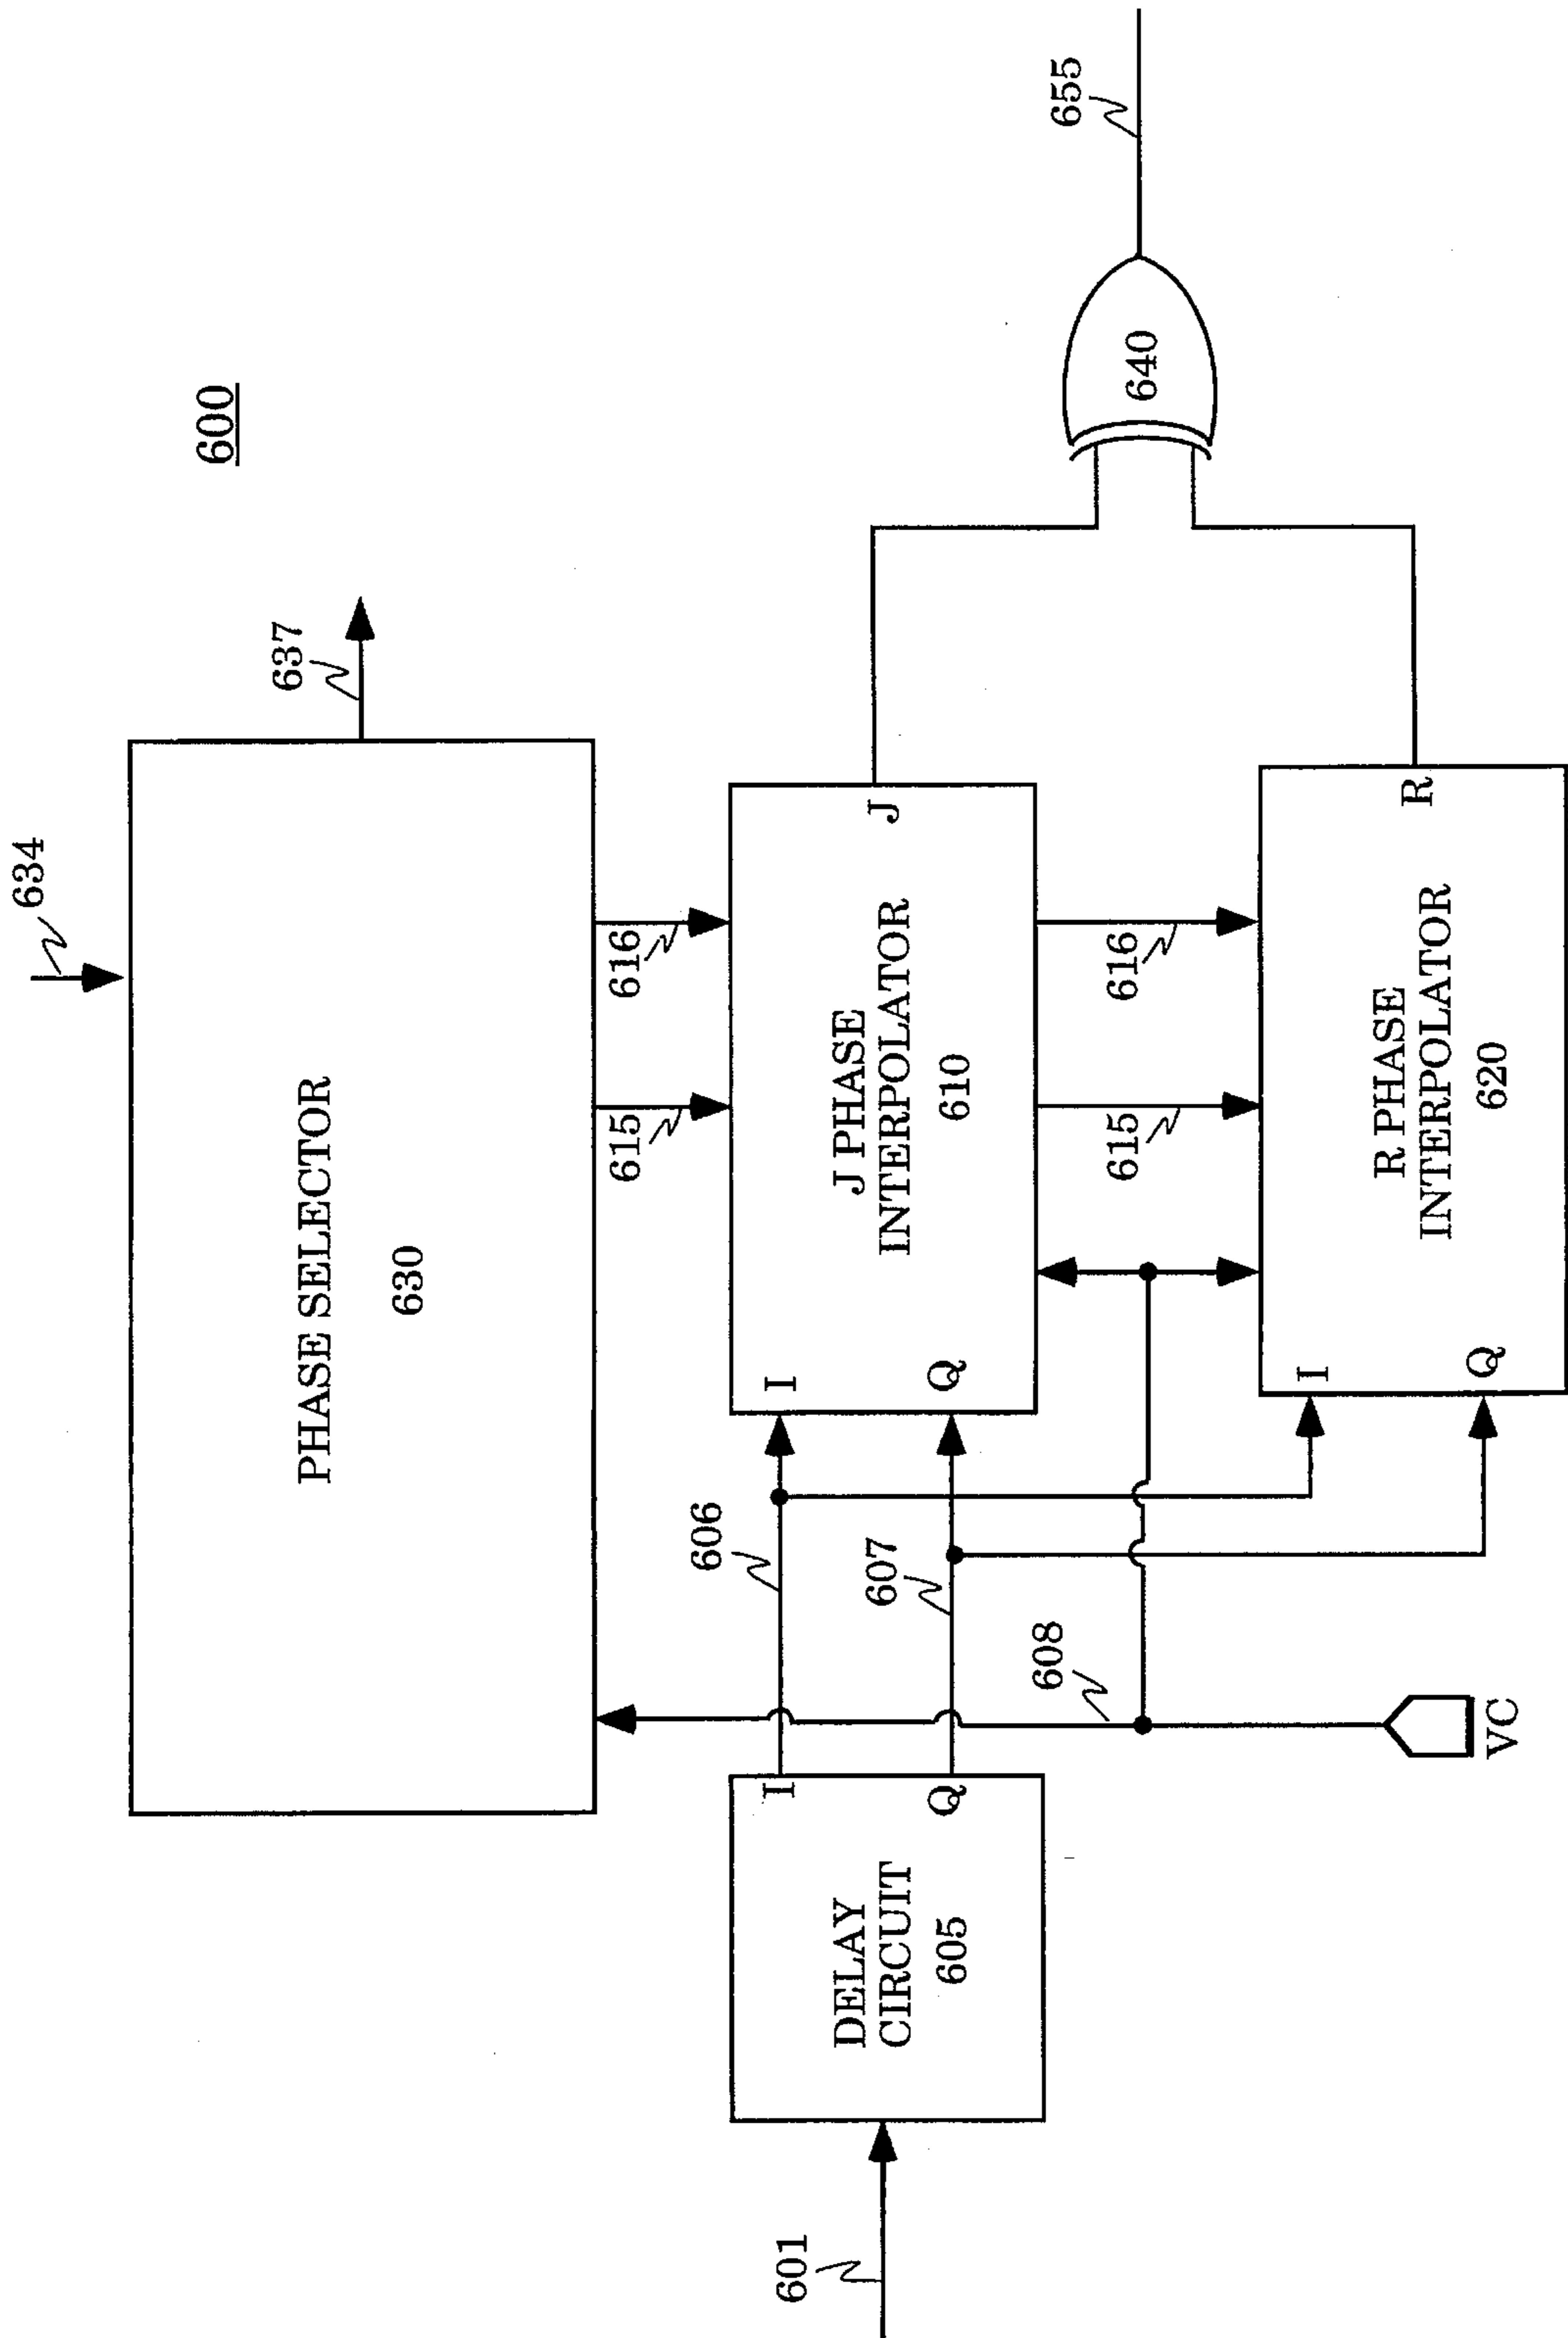 600
634
637
PHASE SELECTOR
630
615
616
601
DELAY
CIRCUIT
605
I
Q
606
607
608
VC
I
Q
J PHASE
INTERPOLATOR
610
J
615
616
I
Q
R PHASE
INTERPOLATOR
620
R
640
655